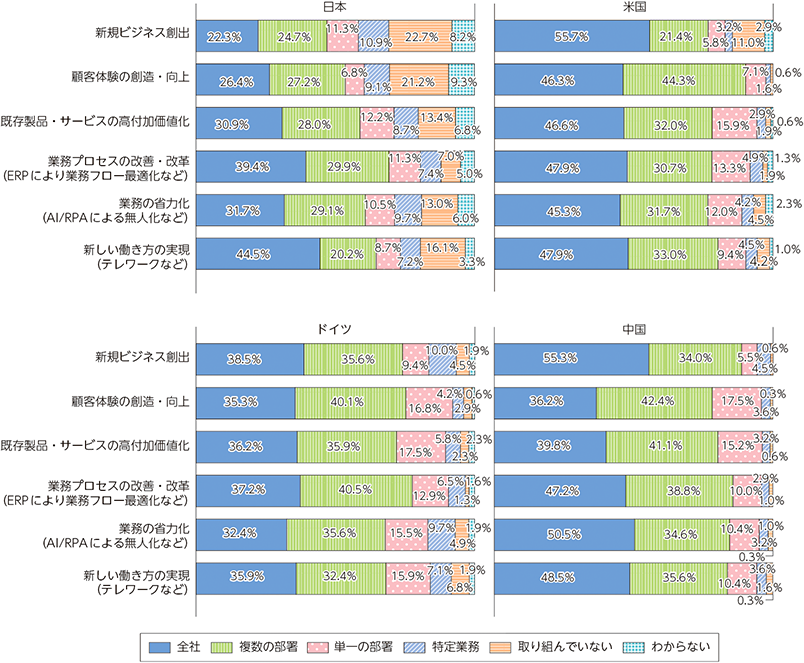 日本
新規ビジネス創出
22.3% 24.7% 11.3% 10.9% 22.7% 8.2%
顧客体験の創造・向上
26.4% 27.2% 6.8% 9.1% 21.2% 9.3%
既存製品・サービスの高付加価値化
30.9% 28.0% 12.2% 8.7% 13.4% 6.8%
業務プロセスの改善・改革
(ERPにより業務フロー最適化など)
39.4% 29.9% 11.3% 7.4% 7.0% 5.0%
業務の省力化
(AI/RPAによる無人化など)
31.7% 29.1% 10.5% 9.7% 13.0% 6.0%
新しい働き方の実現
(テレワークなど)
44.5% 20.2% 8.7% 7.2% 16.1% 3.3%
米国
55.7% 21.4% 5.8% 3.2% 11.0% 2.9%
46.3% 44.3% 7.1% 1.6% 0.6%
46.6% 32.0% 15.9% 2.9% 1.9% 0.6%
47.9% 30.7% 13.3% 4.9% 1.9% 1.3%
45.3% 31.7% 12.0% 4.2% 4.5% 2.3%
47.9% 33.0% 9.4% 4.5% 4.2% 1.0%
ドイツ
新規ビジネス創出
38.5% 35.6% 9.4% 10.0% 4.5% 1.9%
顧客体験の創造・向上
35.3% 40.1% 16.8% 4.2% 2.9% 0.6%
既存製品・サービスの高付加価値化
36.2% 35.9% 17.5% 5.8% 2.3% 2.3%
業務プロセスの改善・改革
(ERPにより業務フロー最適化など)
37.2% 40.5% 12.9% 6.5% 1.3% 1.6%
業務の省力化
(AI/RPAによる無人化など)
32.4% 35.6% 15.5% 9.7% 4.9% 1.9%
新しい働き方の実現
(テレワークなど)
35.9% 32.4% 15.9% 7.1% 6.8% 1.9%
中国
55.3% 34.0% 5.5% 4.5% 0.6%
36.2% 42.4% 17.5% 3.6% 0.3%
39.8% 41.1% 15.2% 3.2% 0.6%
47.2% 38.8% 10.0% 2.9% 1.0%
50.5% 34.6% 10.4% 3.2% 1.0% 0.3%
48.5% 35.6% 10.4% 3.6% 1.6% 0.3%
全社 複数の部署 単一の部署 特定業務 取り組んでいない わからない